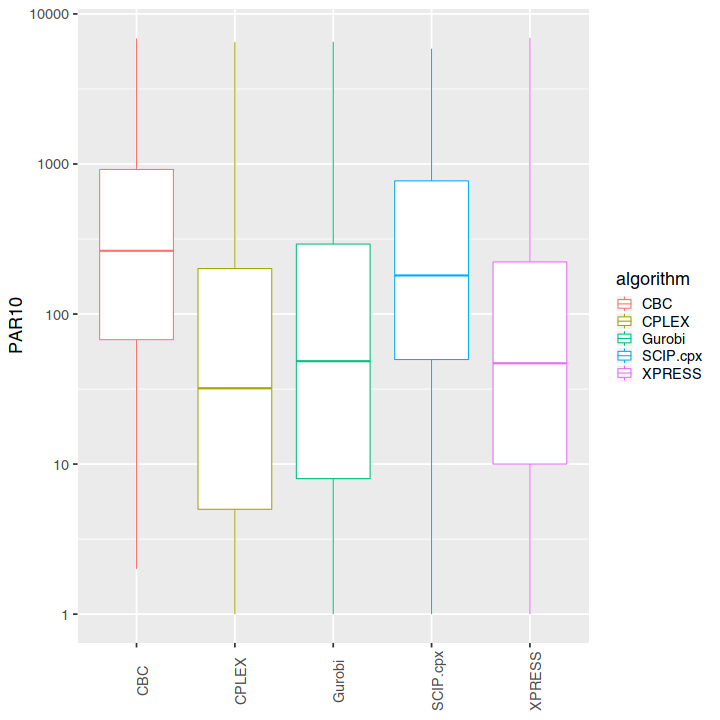 10000
1000
100
10
1
PAR10
CBC
CPLEX
Gurobi
SCIP.cpx
XPRESS
algorithm
CBC
CPLEX
Gurobi
SCIP.cpx
XPRESS